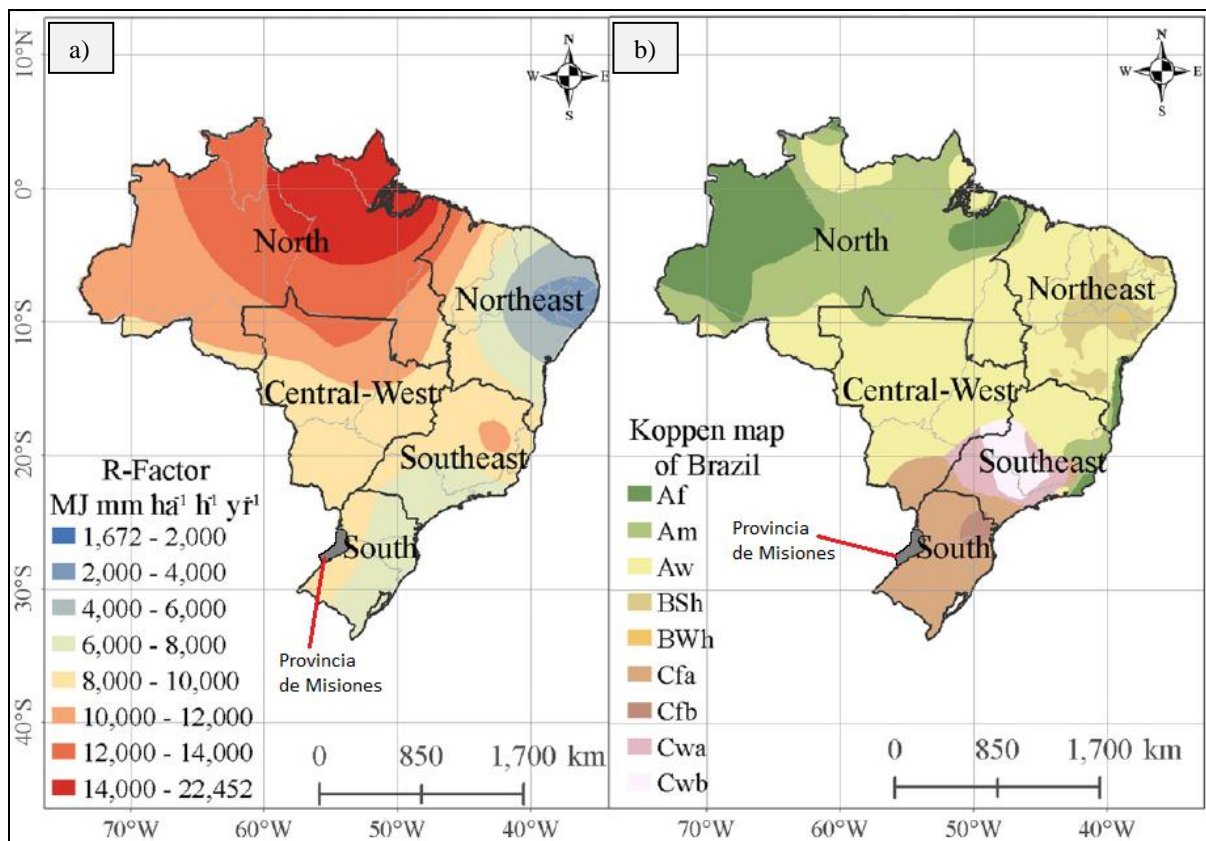 a)
N
W E
S
10°N
0°
10°S
20°S
30°S
40°S
North
Northeast
Central-West
Southeast
South
R-Factor
MJ mm ha⁻¹ h⁻¹ yr⁻¹
1,672 - 2,000
2,000 - 4,000
4,000 - 6,000
6,000 - 8,000
8,000 - 10,000
10,000 - 12,000
12,000 - 14,000
14,000 - 22,452
Provincia
de Misiones
0 850 1,700 km
70°W 60°W 50°W 40°W
b)
N
W E
S
North
Northeast
Central-West
Southeast
South
Koppen map
of Brazil
Af
Am
Aw
BSh
BWh
Cfa
Cfb
Cwa
Cwb
Provincia
de Misiones
0 850 1,700 km
70°W 60°W 50°W 40°W